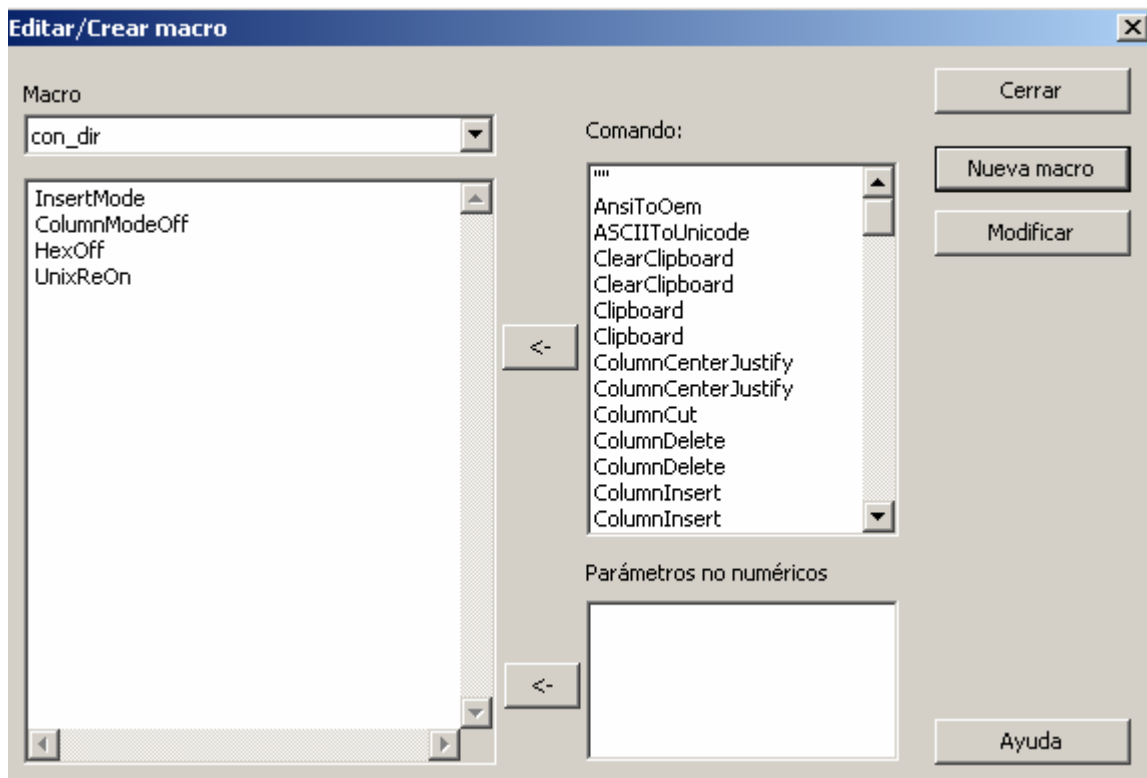 Editar/Crear macro
Macro
con_dir
InsertMode
ColumnModeOff
HexOff
UnixReOn
<-
<-
Comando:
""
AnsiToOem
ASCIIToUnicode
ClearClipboard
ClearClipboard
Clipboard
Clipboard
ColumnCenterJustify
ColumnCenterJustify
ColumnCut
ColumnDelete
ColumnDelete
ColumnInsert
ColumnInsert
Parámetros no numéricos
Cerrar
Nueva macro
Modificar
Ayuda